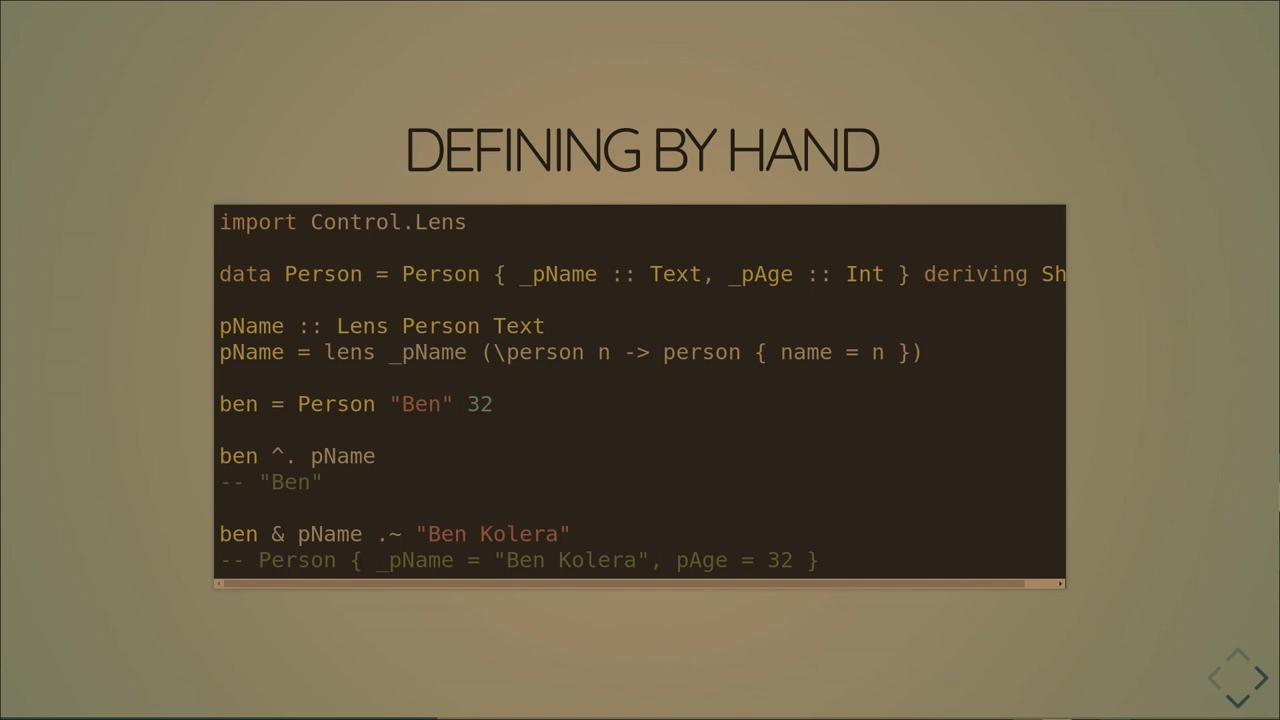 DEFINING BY HAND
import Control.Lens
data Person = Person { _pName :: Text, _pAge :: Int } deriving Sh
pName :: Lens Person Text
pName = lens _pName (\person n -> person { name = n })
ben = Person "Ben" 32
ben ^. pName
-- "Ben"
ben & pName .~ "Ben Kolera"
-- Person { _pName = "Ben Kolera", pAge = 32 }